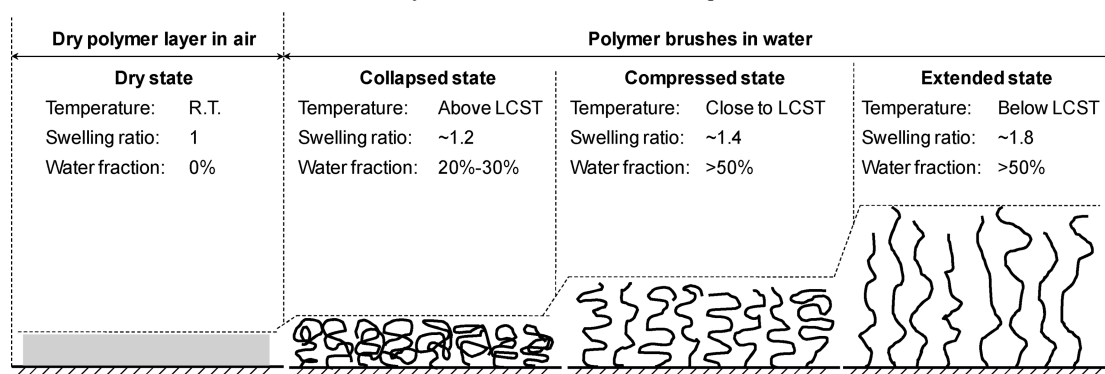 Dry polymer layer in air
Polymer brushes in water
Dry state
Temperature: R.T.
Swelling ratio: 1
Water fraction: 0%
Collapsed state
Temperature: Above LCST
Swelling ratio: ~1.2
Water fraction: 20%-30%
Compressed state
Temperature: Close to LCST
Swelling ratio: ~1.4
Water fraction: >50%
Extended state
Temperature: Below LCST
Swelling ratio: ~1.8
Water fraction: >50%